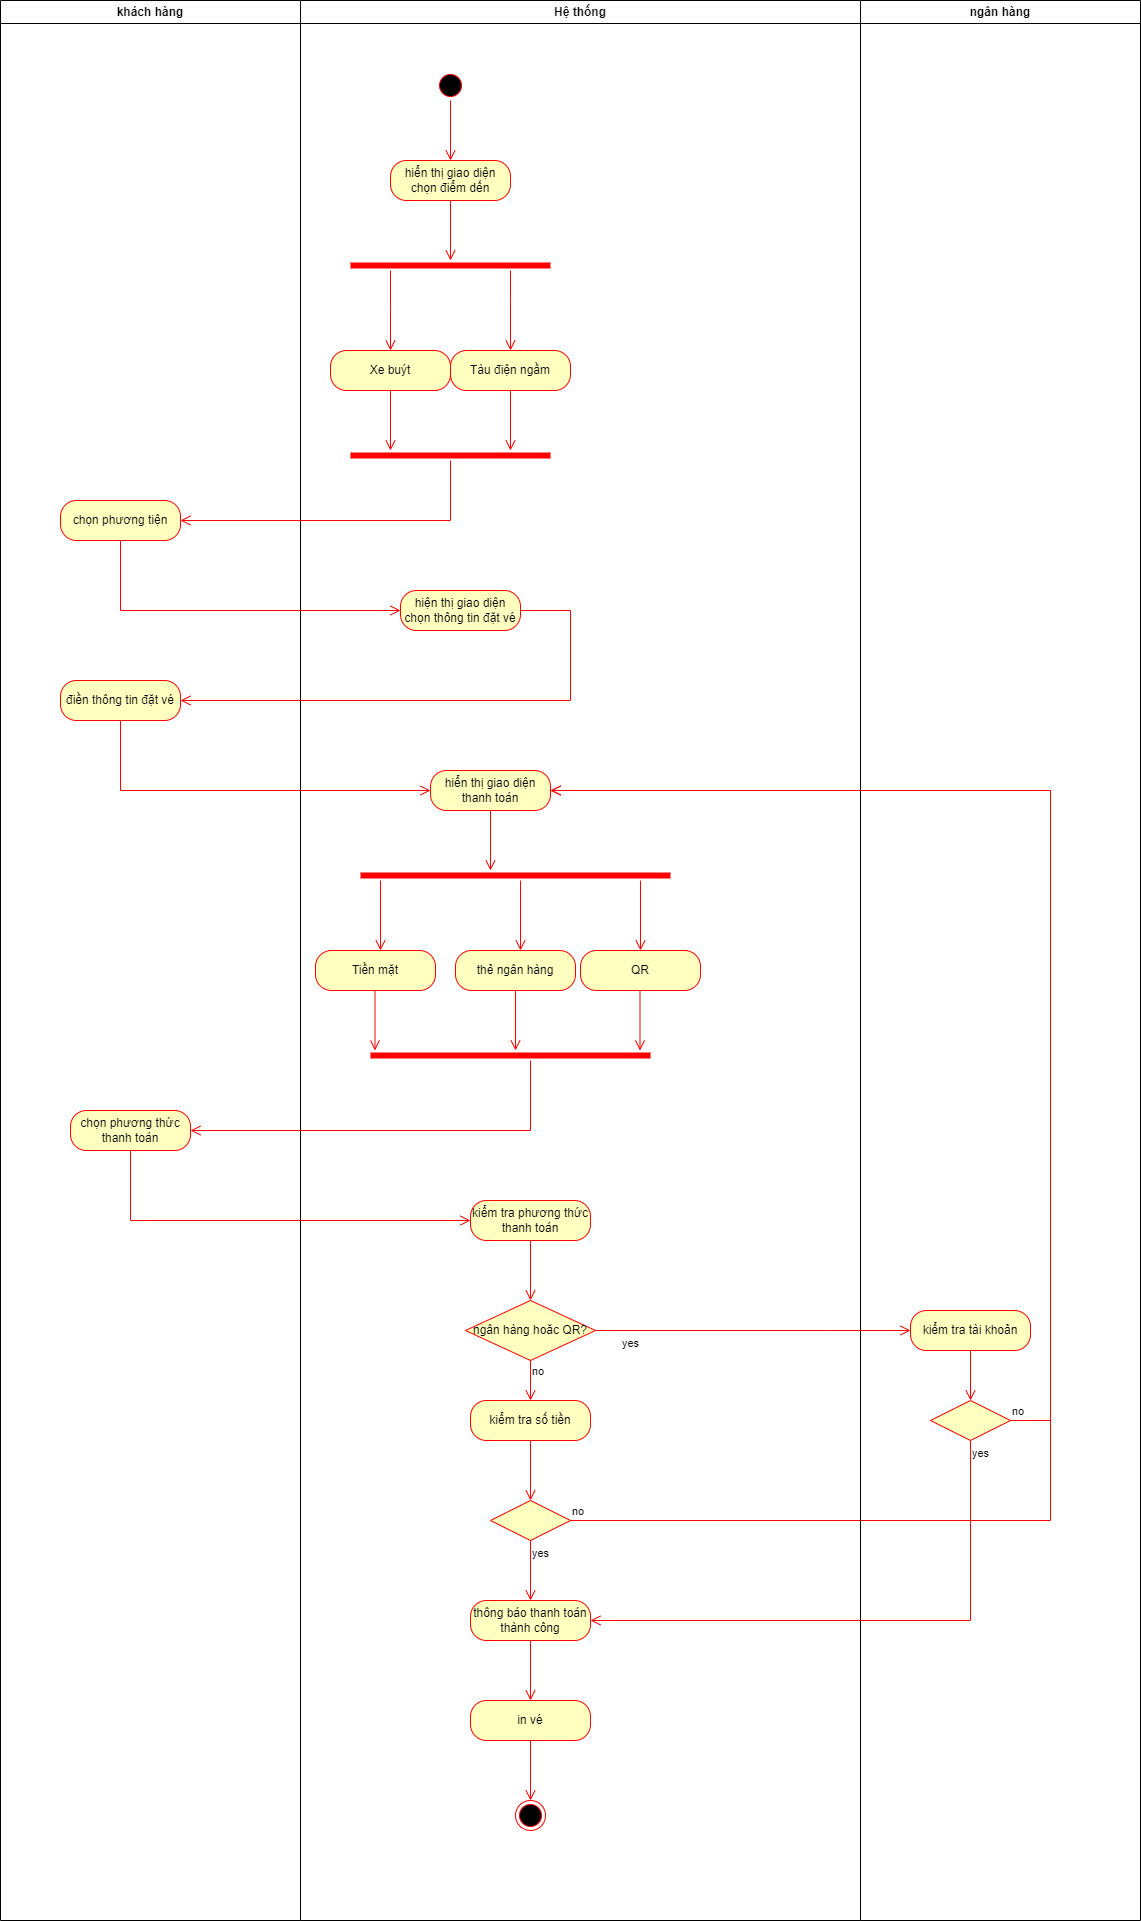 khách hàng
Hệ thống
ngân hàng
hiển thị giao diện
chọn điểm dến
Xe buýt
Tàu điện ngầm
chọn phương tiện
hiện thị giao diện
chọn thông tin đặt vé
điền thông tin đặt vé
hiển thị giao diện
thanh toán
Tiền mặt
thẻ ngân hàng
QR
chọn phương thức
thanh toán
kiểm tra phương thức
thanh toán
ngân hàng hoăc QR?
yes
kiểm tra tài khoản
no
no
kiểm tra số tiền
yes
no
yes
thông báo thanh toán
thành công
in vé